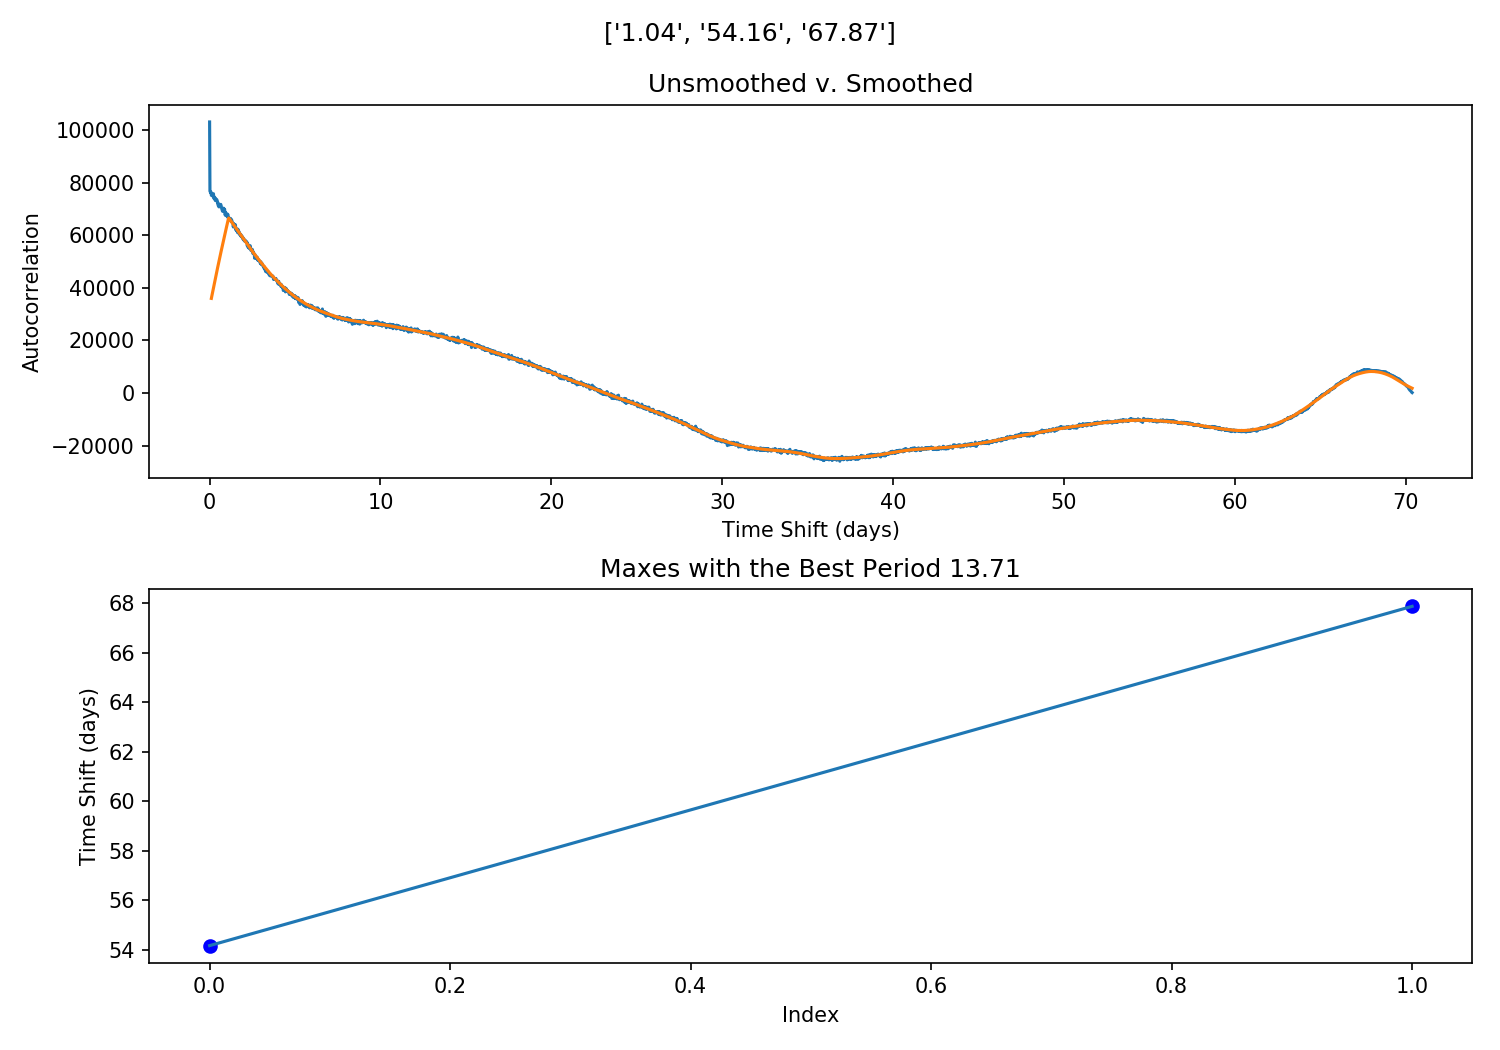 ['1.04', '54.16', '67.87']
Unsmoothed v. Smoothed
100000
80000
60000
40000
20000
0
−20000
Autocorrelation
0 10 20 30 40 50 60 70
Time Shift (days)
Maxes with the Best Period 13.71
68
66
64
62
60
58
56
54
Time Shift (days)
0.0 0.2 0.4 0.6 0.8 1.0
Index